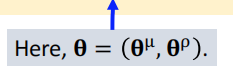 Here, θ = (θ^μ, θ^ρ).